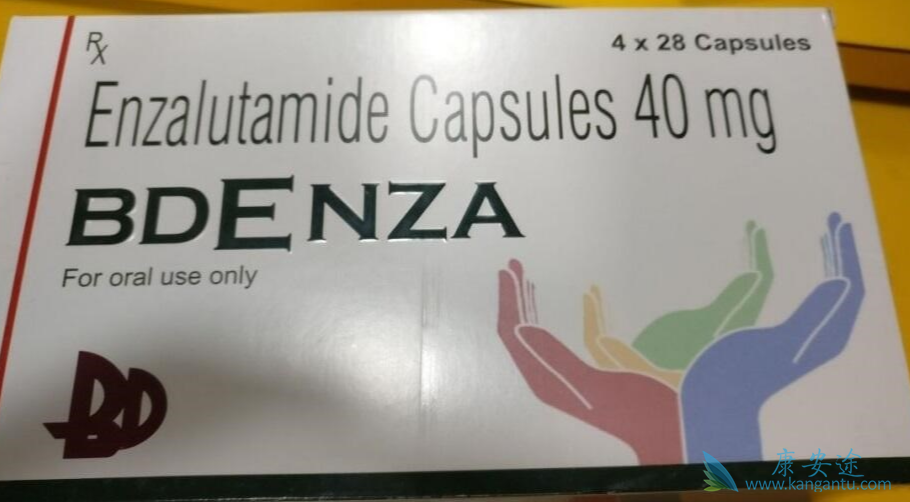 Rx
4 x 28 Capsules
Enzalutamide Capsules 40 mg
BDENZA
For oral use only
BD
康安途
www.kangantu.com